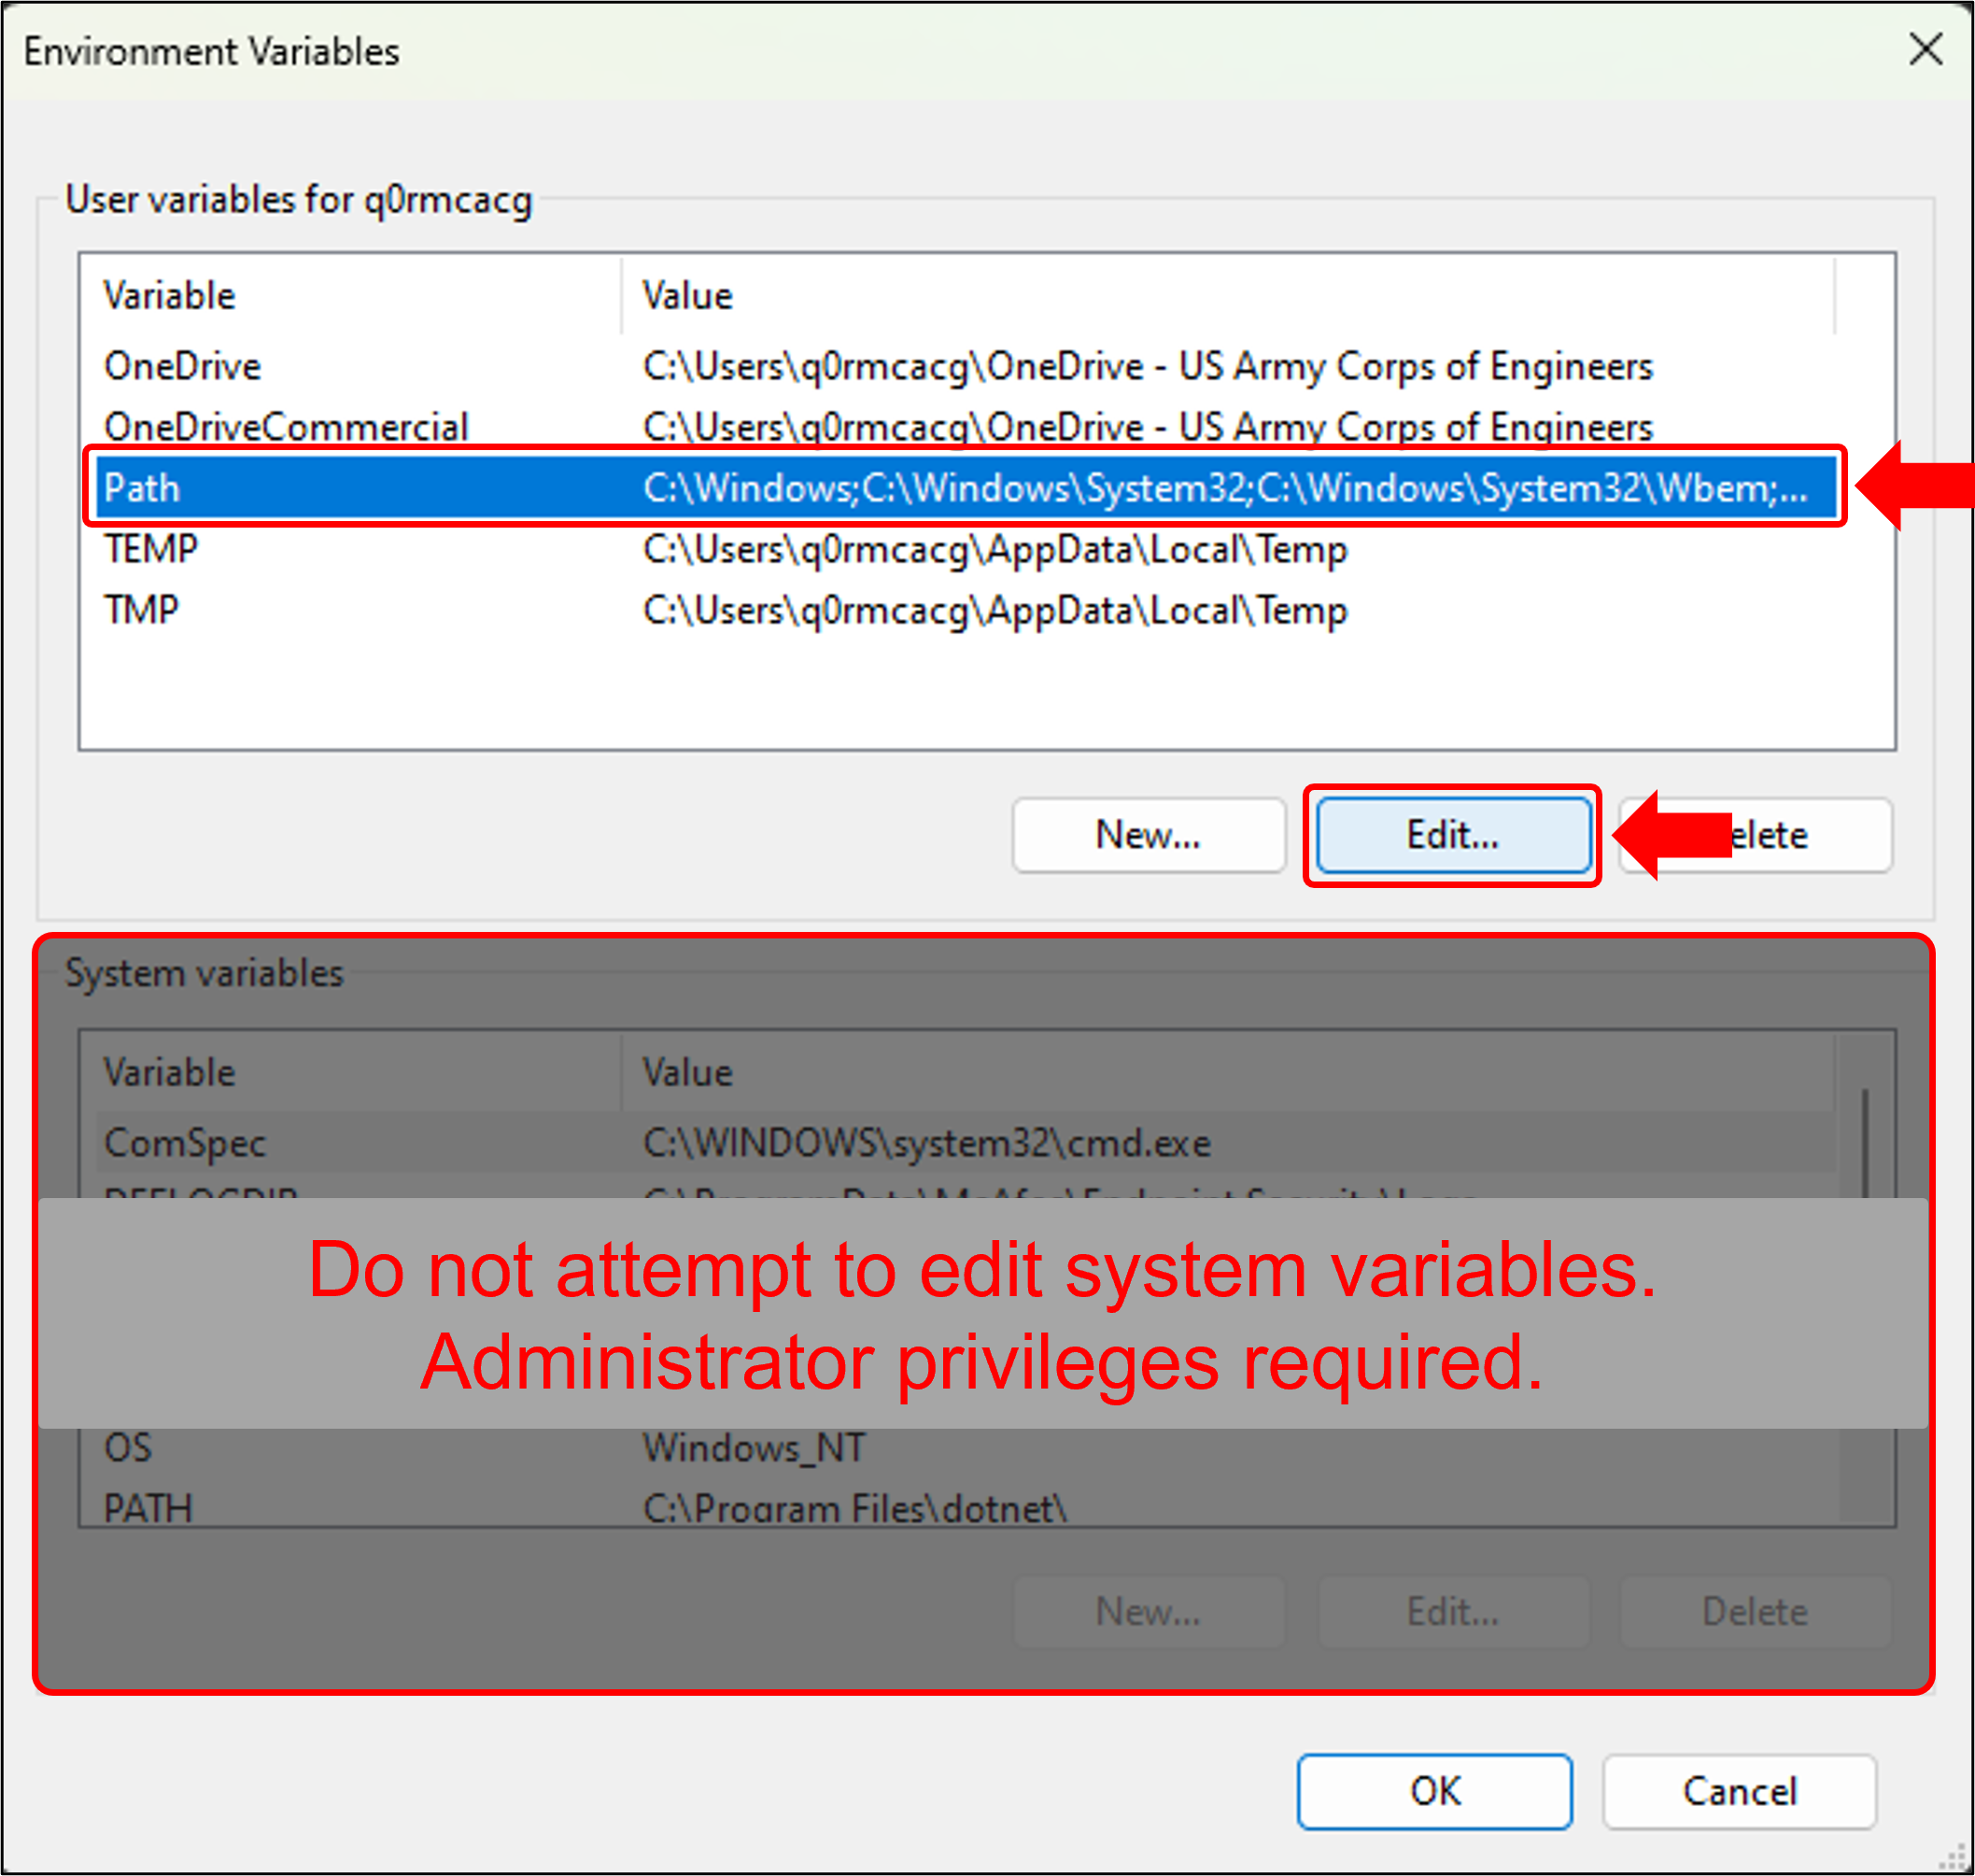 Environment Variables
User variables for q0rmcacg
Variable Value
OneDrive C:\Users\q0rmcacg\OneDrive - US Army Corps of Engineers
OneDriveCommercial C:\Users\q0rmcacg\OneDrive - US Army Corps of Engineers
Path C:\Windows;C:\Windows\System32;C:\Windows\System32\Wbem;...
TEMP C:\Users\q0rmcacg\AppData\Local\Temp
TMP C:\Users\q0rmcacg\AppData\Local\Temp
New... Edit... elete
System variables
Variable Value
ComSpec C:\WINDOWS\system32\cmd.exe
Do not attempt to edit system variables.
Administrator privileges required.
OS Windows_NT
PATH C:\Program Files\dotnet\
New... Edit... Delete
OK Cancel